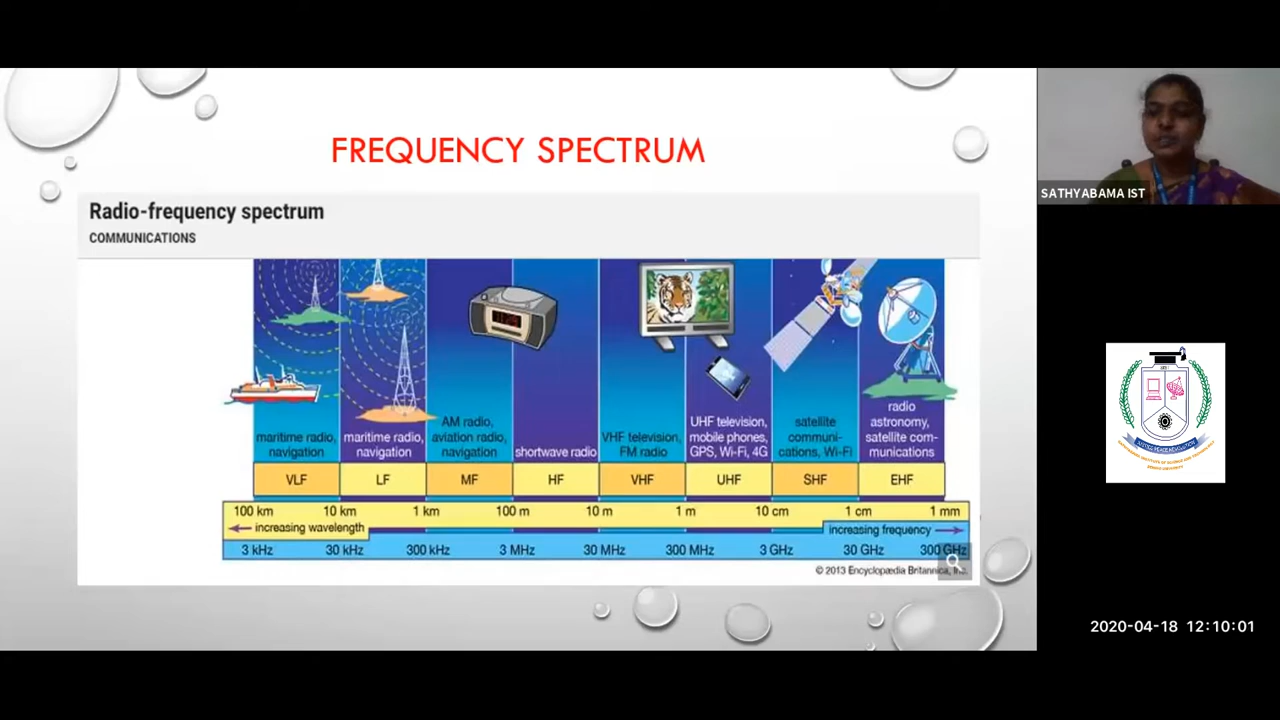 FREQUENCY SPECTRUM
SATHYABAMA IST
Radio-frequency spectrum
COMMUNICATIONS
maritime radio,
navigation
maritime radio,
navigation
AM radio,
aviation radio,
navigation
shortwave radio
VHF television,
FM radio
UHF television,
mobile phones,
GPS, Wi-Fi, 4G
satellite
communi-
cations, Wi-Fi
radio
astronomy,
satellite com-
munications
VLF LF MF HF VHF UHF SHF EHF
100 km 10 km 1 km 100 m 10 m 1 m 10 cm 1 cm 1 mm
increasing wavelength
increasing frequency
3 kHz 30 kHz 300 kHz 3 MHz 30 MHz 300 MHz 3 GHz 30 GHz 300 GHz
© 2013 Encyclopædia Britannica, Inc.
2020-04-18 12:10:01